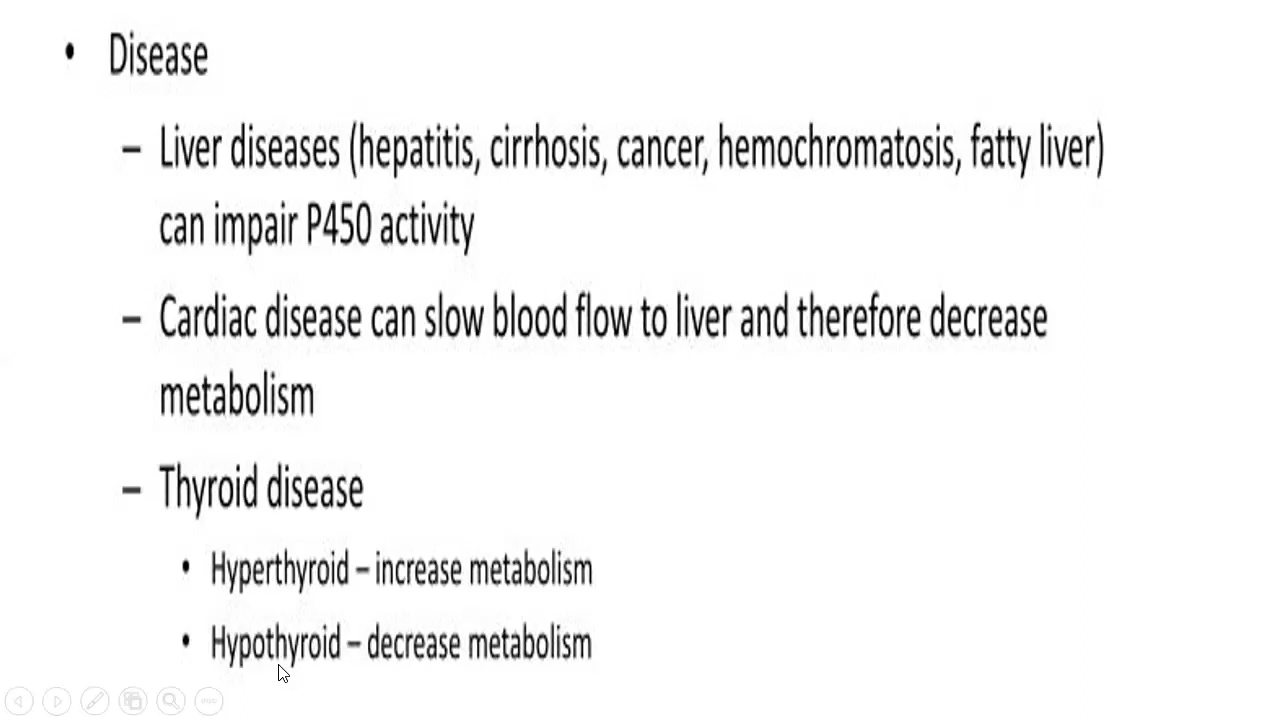 • Disease
– Liver diseases (hepatitis, cirrhosis, cancer, hemochromatosis, fatty liver)
can impair P450 activity
– Cardiac disease can slow blood flow to liver and therefore decrease
metabolism
– Thyroid disease
• Hyperthyroid – increase metabolism
• Hypothyroid – decrease metabolism